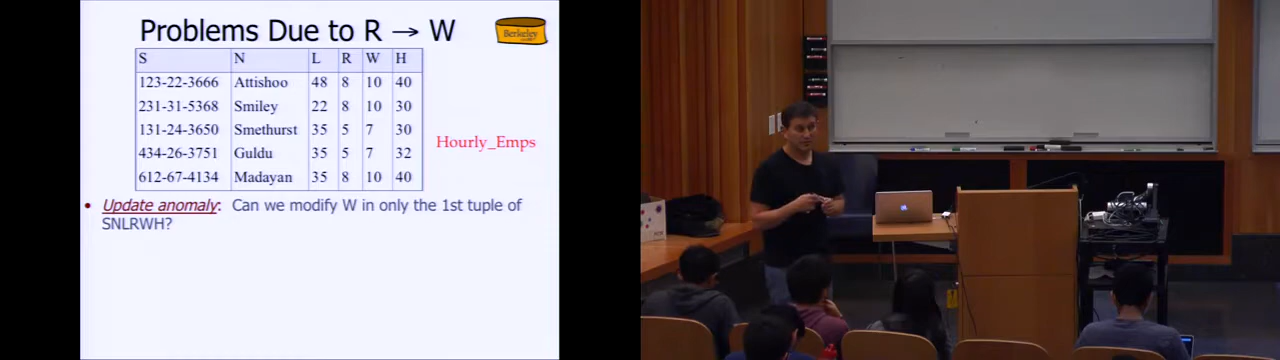 Problems Due to R → W
Berkeley
S N L R W H
123-22-3666 Attishoo 48 8 10 40
231-31-5368 Smiley 22 8 10 30
131-24-3650 Smethurst 35 5 7 30
434-26-3751 Guldu 35 5 7 32
612-67-4134 Madayan 35 8 10 40
Hourly_Emps
• Update anomaly: Can we modify W in only the 1st tuple of
SNLRWH?